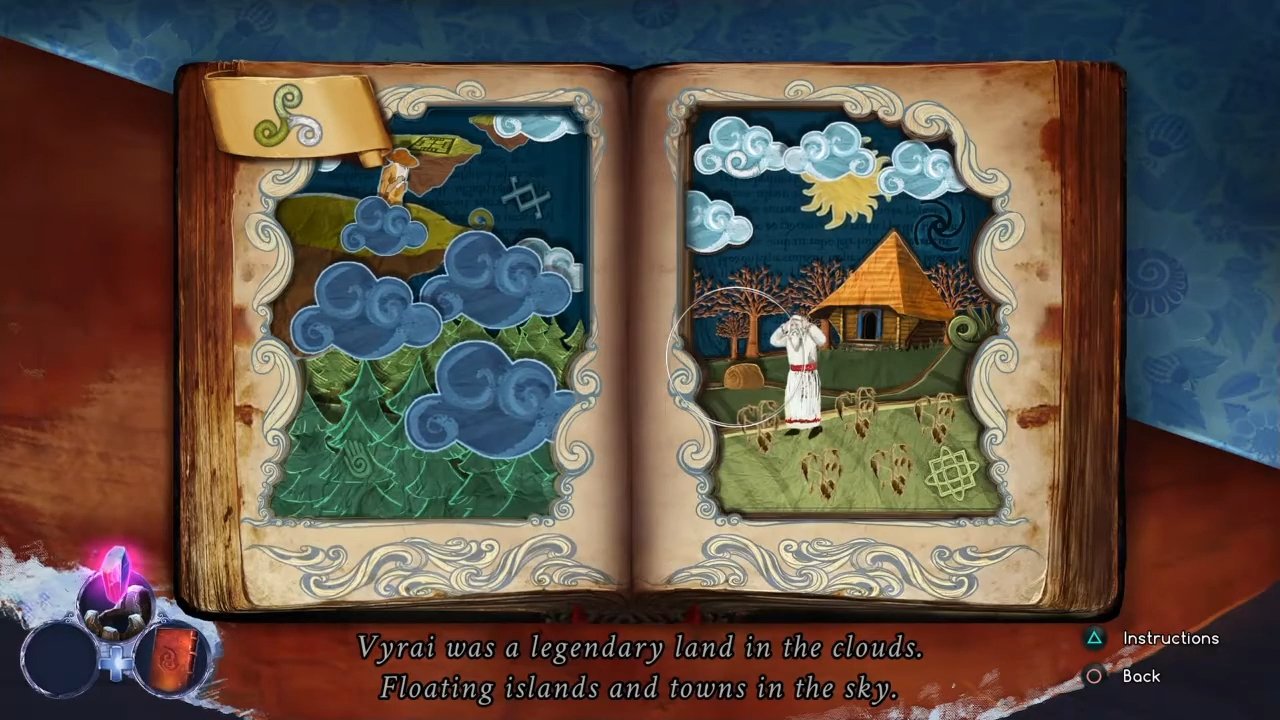 Vyrai was a legendary land in the clouds.
Floating islands and towns in the sky.
Instructions
Back